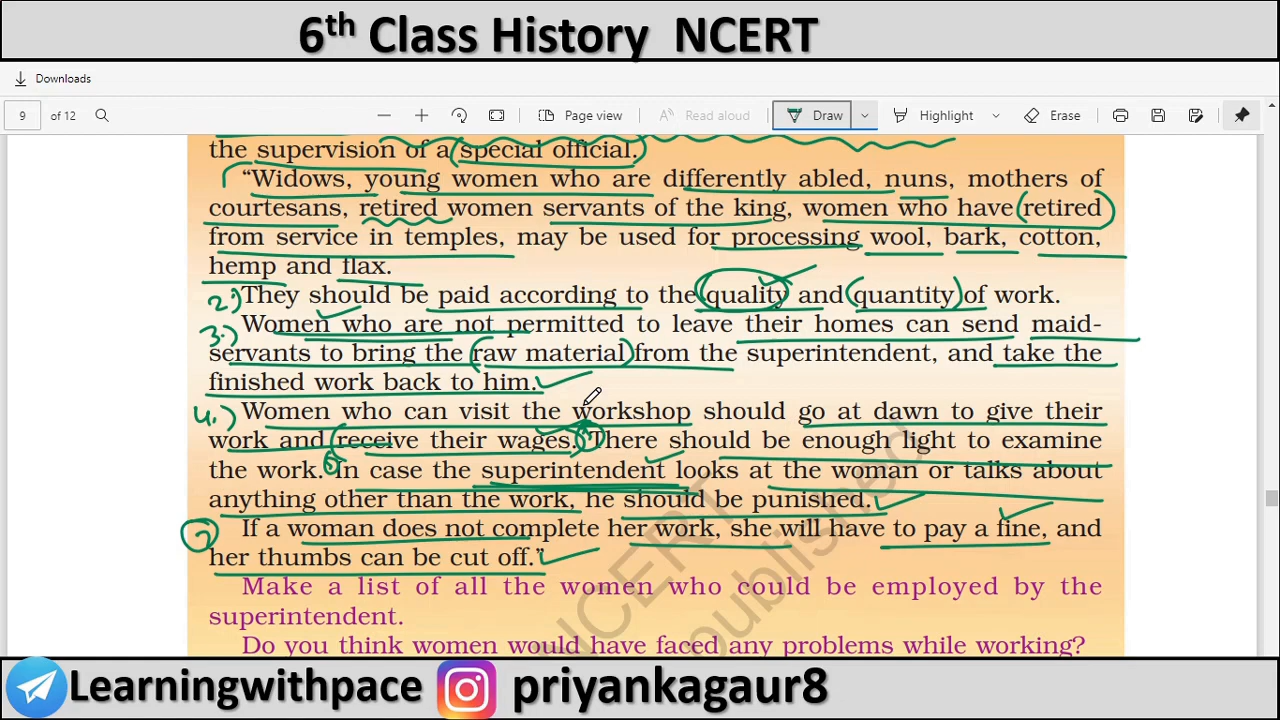 6th Class History NCERT
Downloads
9 of 12 Page view Read aloud Draw Highlight Erase
the supervision of a special official.
“Widows, young women who are differently abled, nuns, mothers of
courtesans, retired women servants of the king, women who have retired
from service in temples, may be used for processing wool, bark, cotton,
hemp and flax.
2.) They should be paid according to the quality and quantity of work.
3.) Women who are not permitted to leave their homes can send maid-
servants to bring the raw material from the superintendent, and take the
finished work back to him.
4.) Women who can visit the workshop should go at dawn to give their
work and receive their wages. There should be enough light to examine
the work. In case the superintendent looks at the woman or talks about
anything other than the work, he should be punished.
7 If a woman does not complete her work, she will have to pay a fine, and
her thumbs can be cut off.”
Make a list of all the women who could be employed by the
superintendent.
Do you think women would have faced any problems while working?
NCERT
published
Learningwithpace priyankagaur8